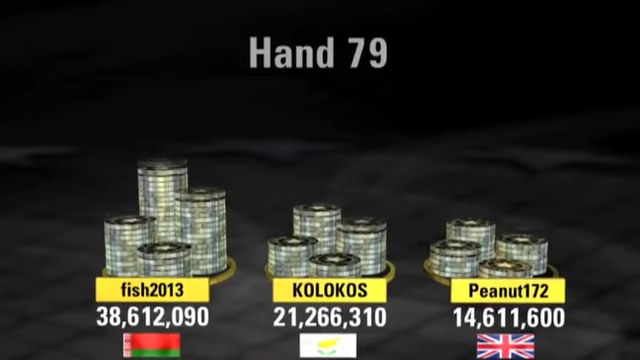 Hand 79
fish2013
KOLOKOS
Peanut172
38,612,090
21,266,310
14,611,600